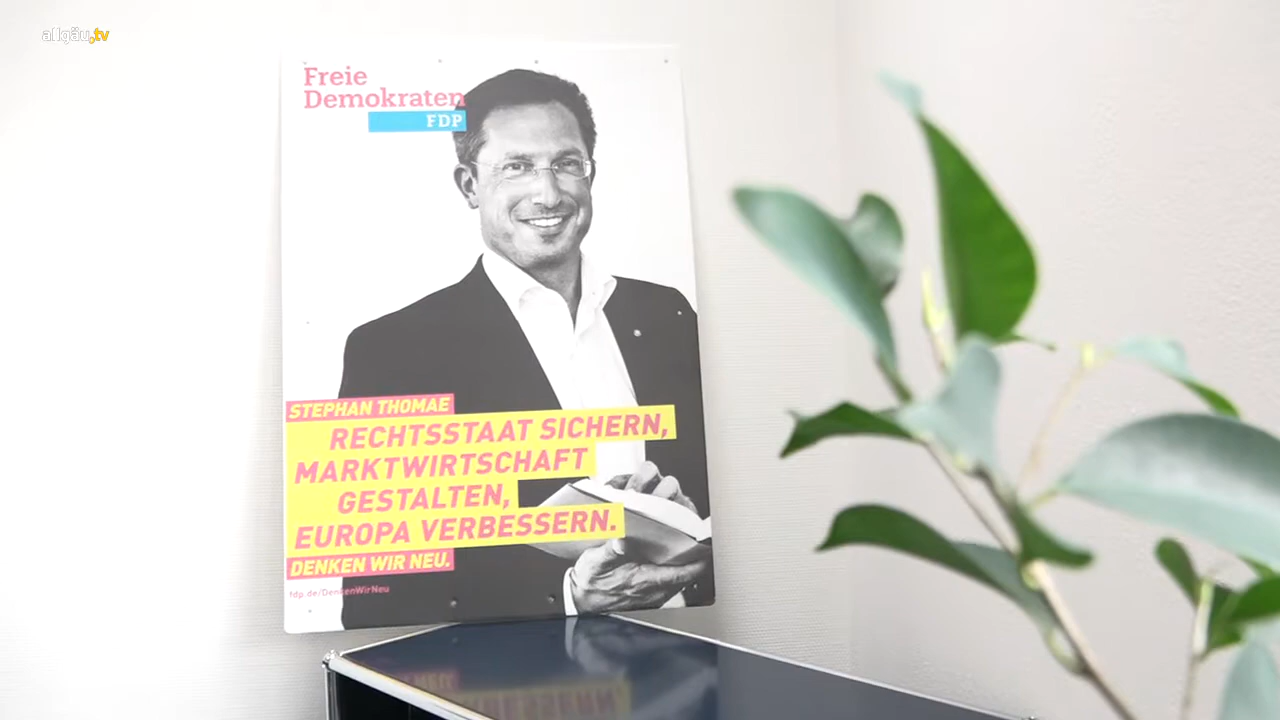 allgäu.tv
Freie
Demokraten
FDP
STEPHAN THOMAE
RECHTSSTAAT SICHERN,
MARKTWIRTSCHAFT
GESTALTEN,
EUROPA VERBESSERN.
DENKEN WIR NEU.
fdp.de/DenkenWirNeu